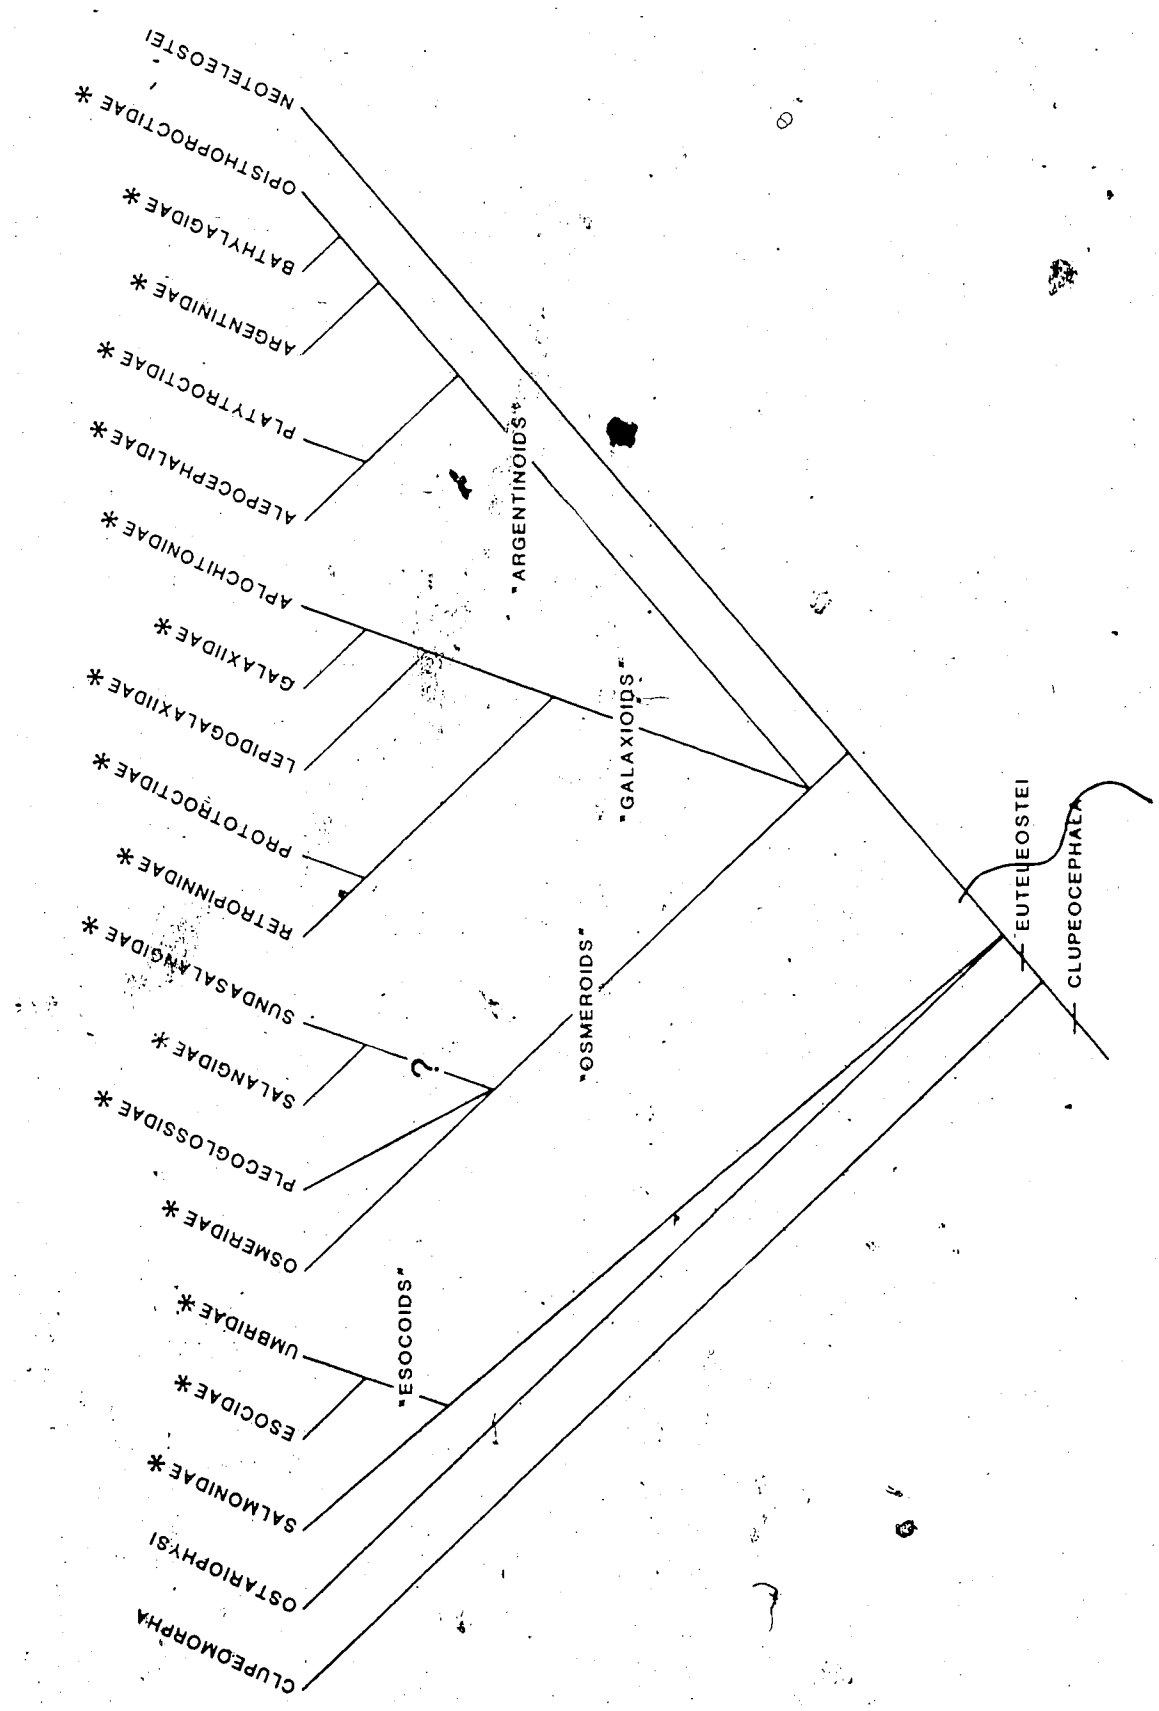 CLUPEOMORPHA
OSTARIOPHYSI
SALMONIDAE *
ESOCIDAE *
UMBRIDAE *
OSMERIDAE *
PLECOGLOSSIDAE *
SALANGIDAE *
SUNDASALANGIDAE *
RETROPINNIDAE *
PROTOTROCTIDAE *
LEPIDOGALAXIIDAE *
GALAXIIDAE *
APLOCHITONIDAE *
ALEPOCEPHALIDAE *
PLATYTROCTIDAE *
ARGENTINIDAE *
BATHYLAGIDAE *
OPISTHOPROCTIDAE *
NEOTELEOSTEI
?
"ESOCOIDS"
"ARGENTINOIDS"
"OSMEROIDS"
"GALAXIOIDS"
EUTELEOSTEI
CLUPEOCEPHALA